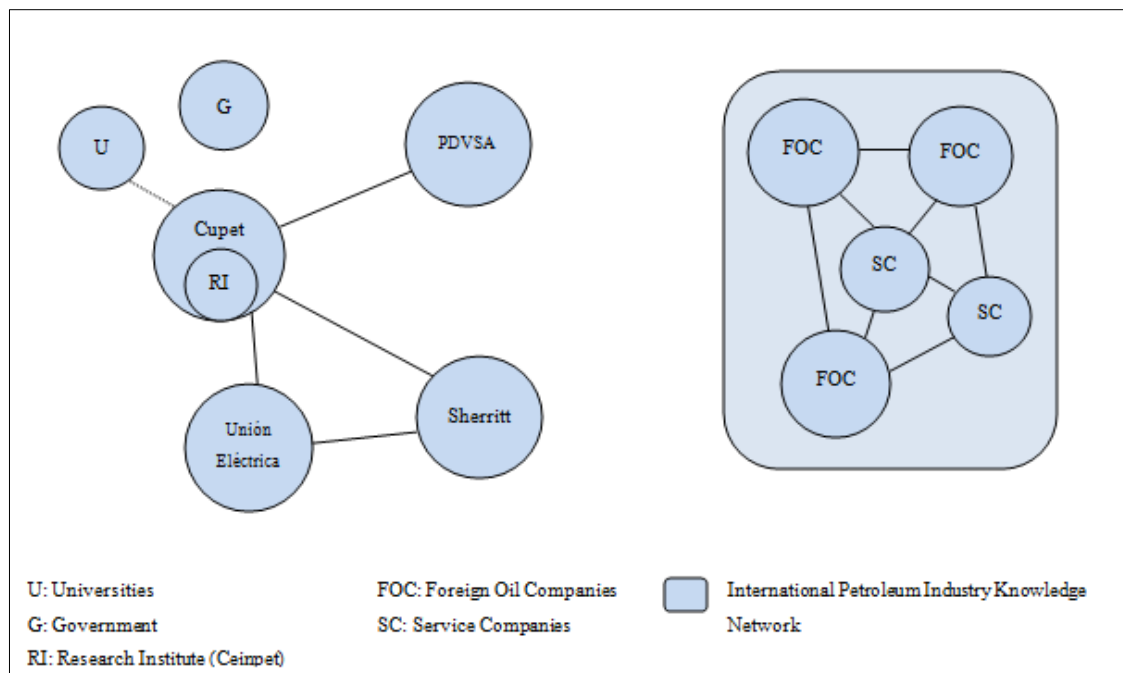 G
U
PDVSA
Cupet
RI
Unión
Eléctrica
Sherritt
FOC
FOC
SC
SC
FOC
U: Universities
G: Government
RI: Research Institute (Ceinpet)
FOC: Foreign Oil Companies
SC: Service Companies
International Petroleum Industry Knowledge
Network